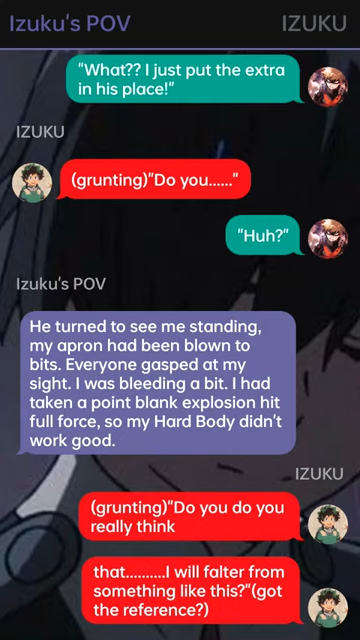 Izuku's POV
IZUKU
"What?? I just put the extra
in his place!"
IZUKU
(grunting)"Do you......"
"Huh?"
Izuku's POV
He turned to see me standing,
my apron had been blown to
bits. Everyone gasped at my
sight. I was bleeding a bit. I had
taken a point blank explosion hit
full force, so my Hard Body didn't
work good.
IZUKU
(grunting)"Do you do you
really think
that..........I will falter from
something like this?"(got
the reference?)